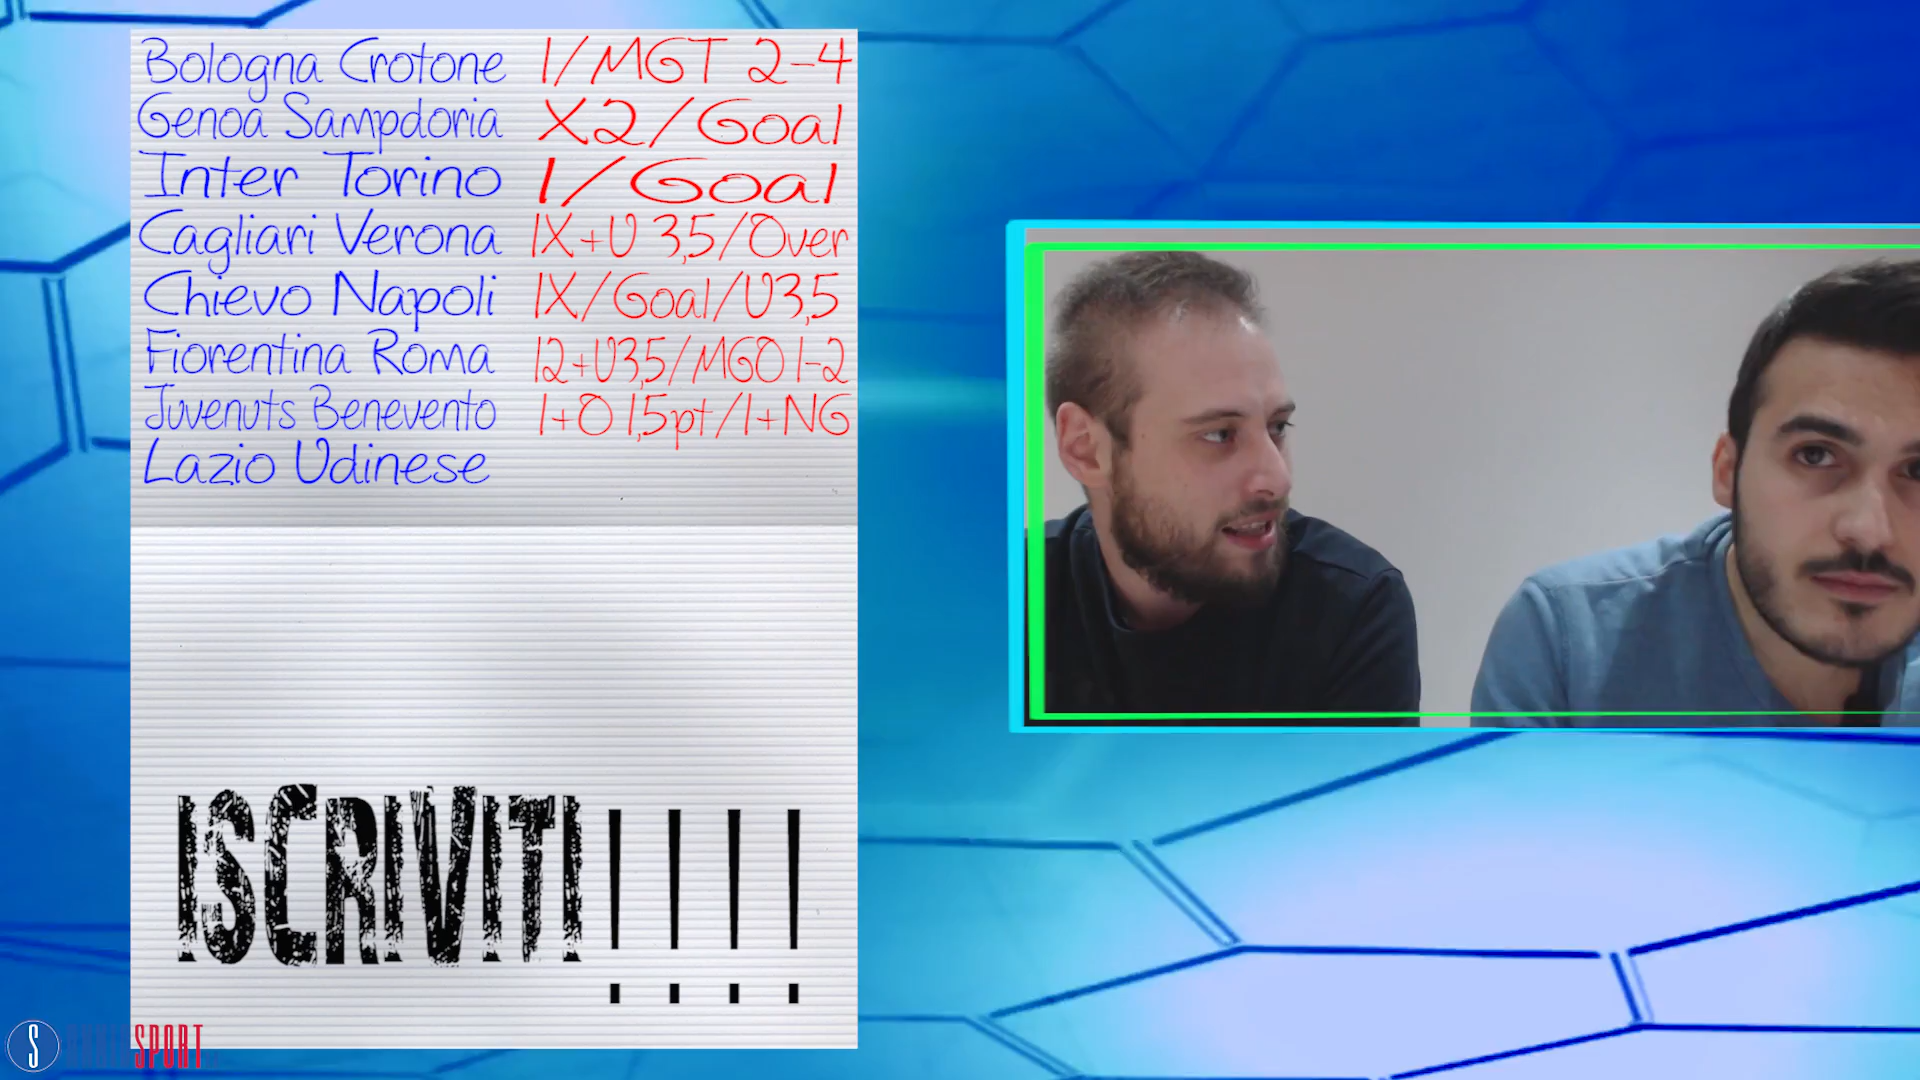 Bologna Crotone 1/MGT 2-4
Genoa Sampdoria X2/Goal
Inter Torino 1/Goal
Cagliari Verona 1X+U 3,5/Over
Chievo Napoli 1X/Goal/U3,5
Fiorentina Roma 12+U3,5/MGO 1-2
Juvenuts Benevento 1+O 1,5pt/1+NG
Lazio Udinese
ISCRIVITI!!!!
S SPORT